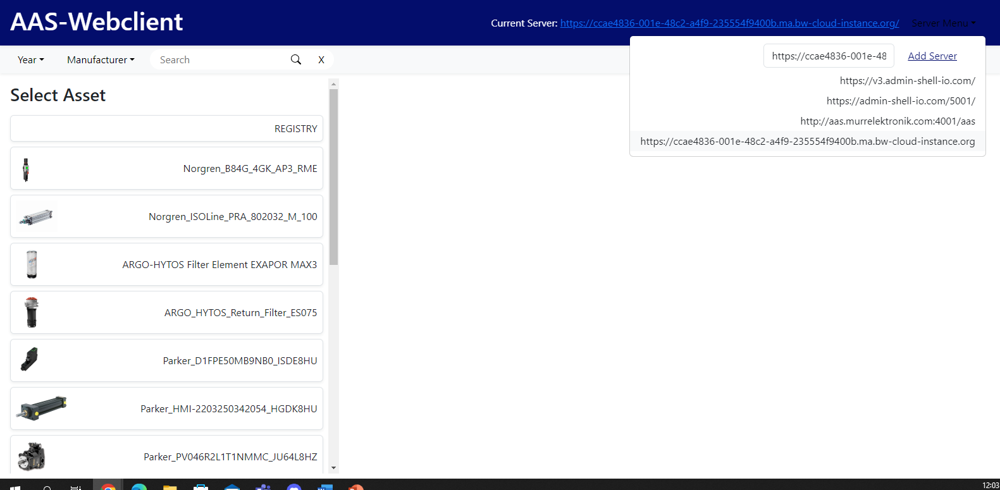 AAS-Webclient
Current Server: https://ccae4836-001e-48c2-a4f9-235554f9400b.ma.bw-cloud-instance.org/
Server Menu
Year
Manufacturer
Search
X
https://ccae4836-001e-48
Add Server
https://v3.admin-shell-io.com/
https://admin-shell-io.com/5001/
http://aas.murrelektronik.com:4001/aas
https://ccae4836-001e-48c2-a4f9-235554f9400b.ma.bw-cloud-instance.org
Select Asset
REGISTRY
Norgren_B84G_4GK_AP3_RME
Norgren_ISOLine_PRA_802032_M_100
ARGO-HYTOS Filter Element EXAPOR MAX3
ARGO_HYTOS_Return_Filter_ES075
Parker_D1FPE50MB9NB0_ISDE8HU
Parker_HMI-2203250342054_HGDK8HU
Parker_PV046R2L1T1NMMC_JU64L8HZ
12:03